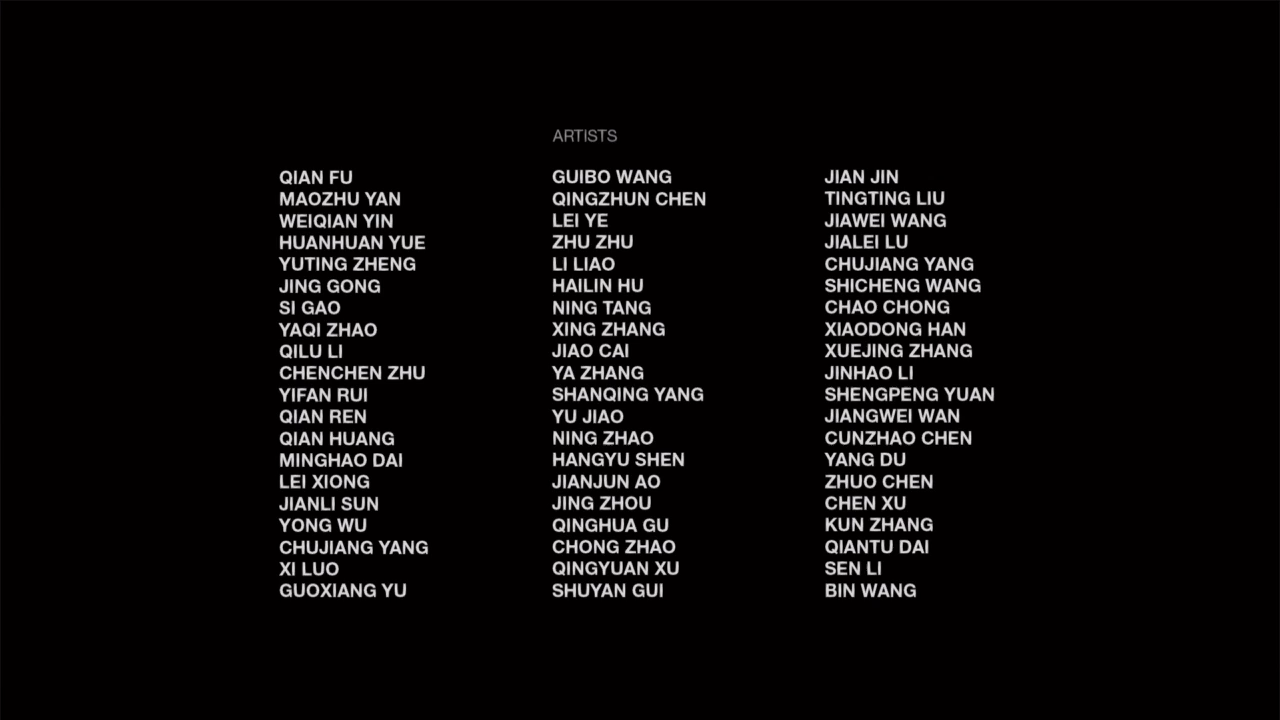 ARTISTS
QIAN FU
MAOZHU YAN
WEIQIAN YIN
HUANHUAN YUE
YUTING ZHENG
JING GONG
SI GAO
YAQI ZHAO
QILU LI
CHENCHEN ZHU
YIFAN RUI
QIAN REN
QIAN HUANG
MINGHAO DAI
LEI XIONG
JIANLI SUN
YONG WU
CHUJIANG YANG
XI LUO
GUOXIANG YU
GUIBO WANG
QINGZHUN CHEN
LEI YE
ZHU ZHU
LI LIAO
HAILIN HU
NING TANG
XING ZHANG
JIAO CAI
YA ZHANG
SHANQING YANG
YU JIAO
NING ZHAO
HANGYU SHEN
JIANJUN AO
JING ZHOU
QINGHUA GU
CHONG ZHAO
QINGYUAN XU
SHUYAN GUI
JIAN JIN
TINGTING LIU
JIAWEI WANG
JIALEI LU
CHUJIANG YANG
SHICHENG WANG
CHAO CHONG
XIAODONG HAN
XUEJING ZHANG
JINHAO LI
SHENGPENG YUAN
JIANGWEI WAN
CUNZHAO CHEN
YANG DU
ZHUO CHEN
CHEN XU
KUN ZHANG
QIANTU DAI
SEN LI
BIN WANG